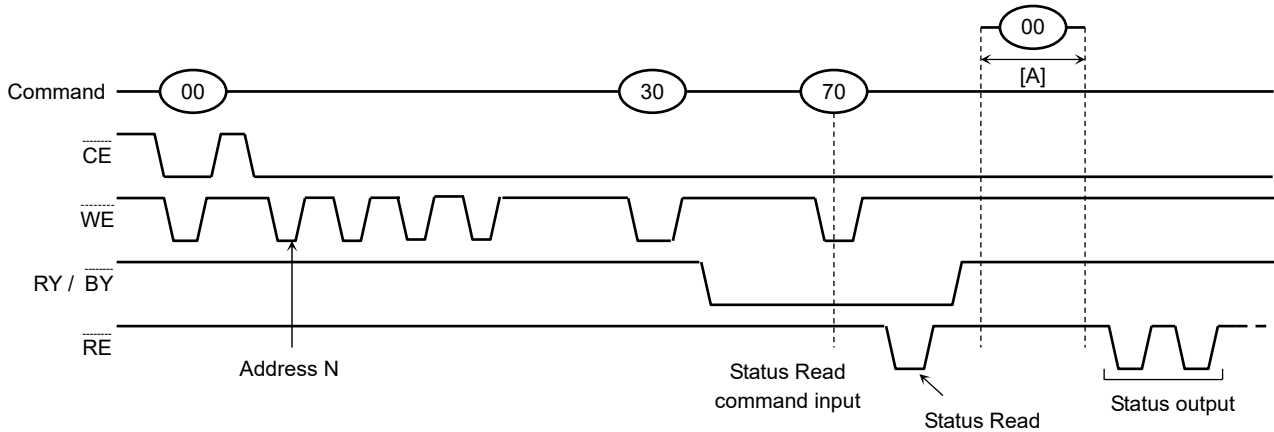 00
[A]
Command 00 30 70
CE
WE
RY / BY
RE
Address N
Status Read
command input
Status Read
Status output